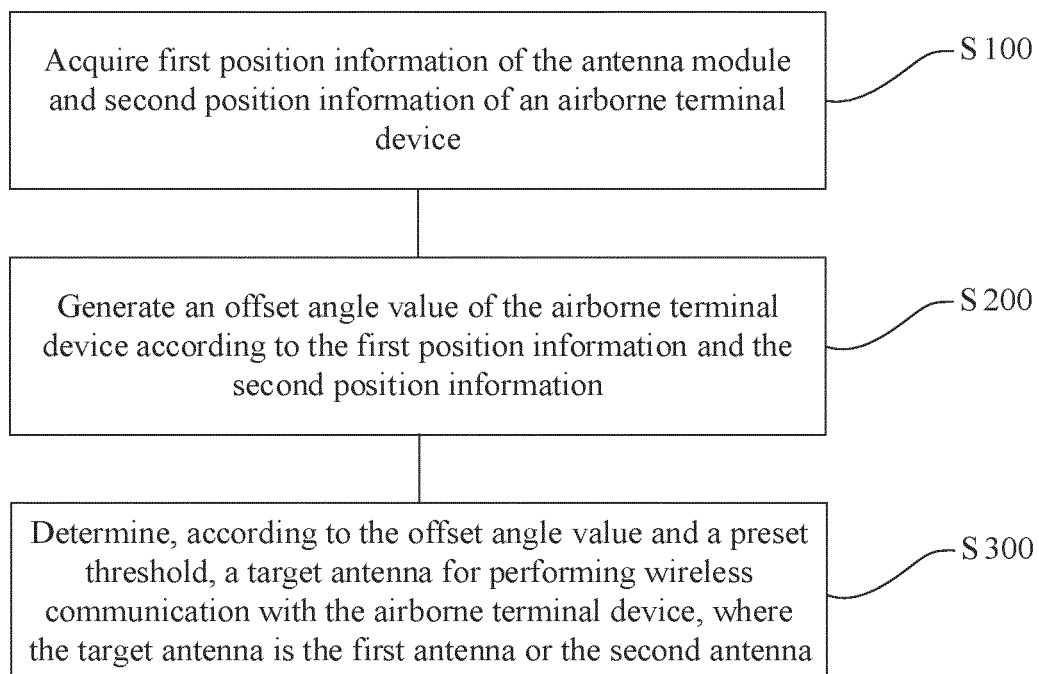 Acquire first position information of the antenna module
and second position information of an airborne terminal
device
S100
Generate an offset angle value of the airborne terminal
device according to the first position information and the
second position information
S200
Determine, according to the offset angle value and a preset
threshold, a target antenna for performing wireless
communication with the airborne terminal device, where
the target antenna is the first antenna or the second antenna
S300